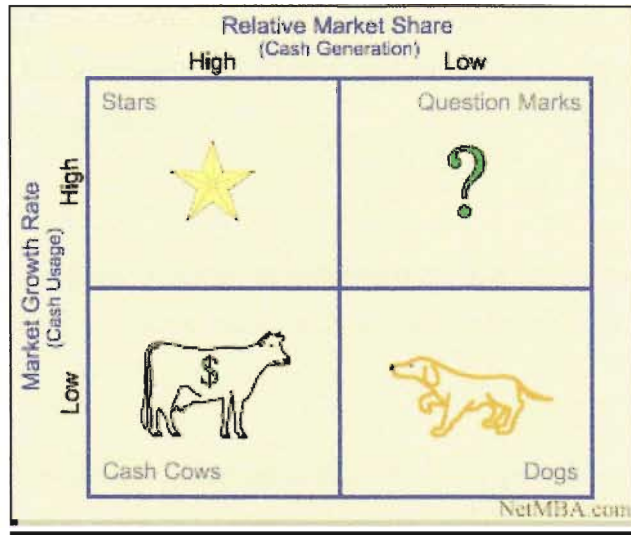 Relative Market Share
(Cash Generation)
High Low
Stars Question Marks
?
Market Growth Rate
(Cash Usage)
High
Low
$
Cash Cows Dogs
NetMBA.com